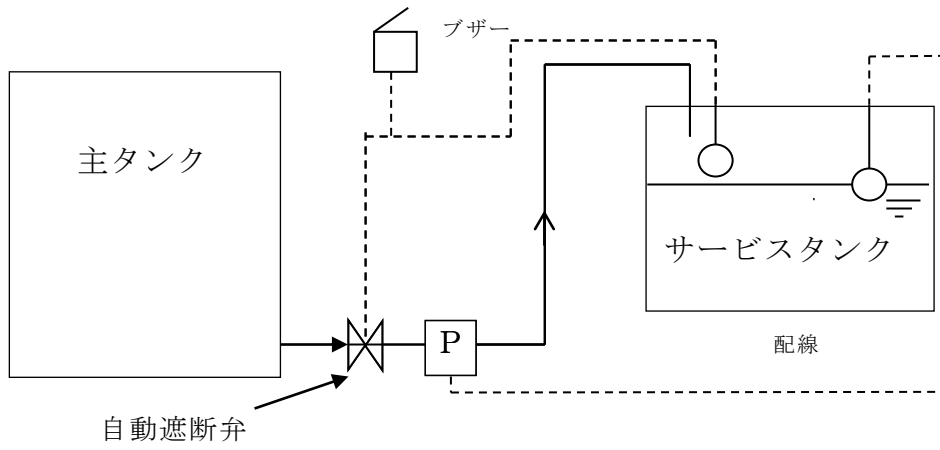 ブザー
主タンク
サービスタンク
P
配線
自動遮断弁